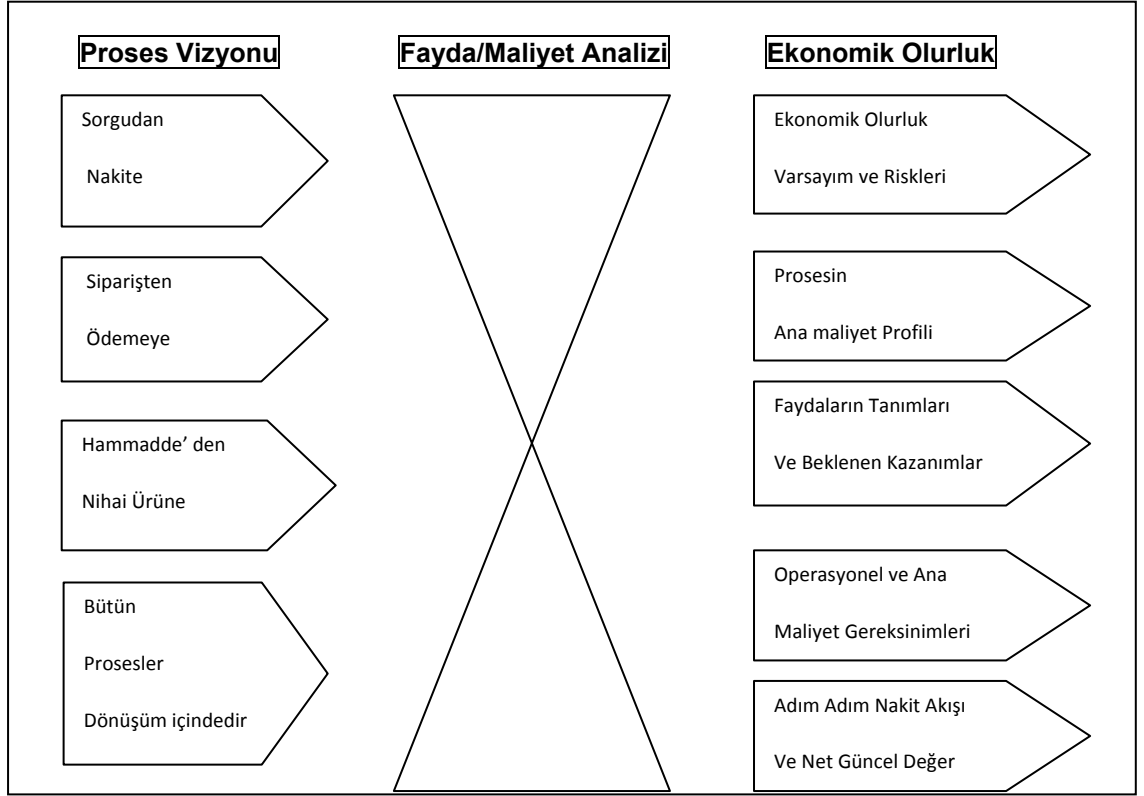 Proses Vizyonu
Fayda/Maliyet Analizi
Ekonomik Olurluk
Sorgudan
Nakite
Siparişten
Ödemeye
Hammadde’ den
Nihai Ürüne
Bütün
Prosesler
Dönüşüm içindedir
Ekonomik Olurluk
Varsayım ve Riskleri
Prosesin
Ana maliyet Profili
Faydaların Tanımları
Ve Beklenen Kazanımlar
Operasyonel ve Ana
Maliyet Gereksinimleri
Adım Adım Nakit Akışı
Ve Net Güncel Değer